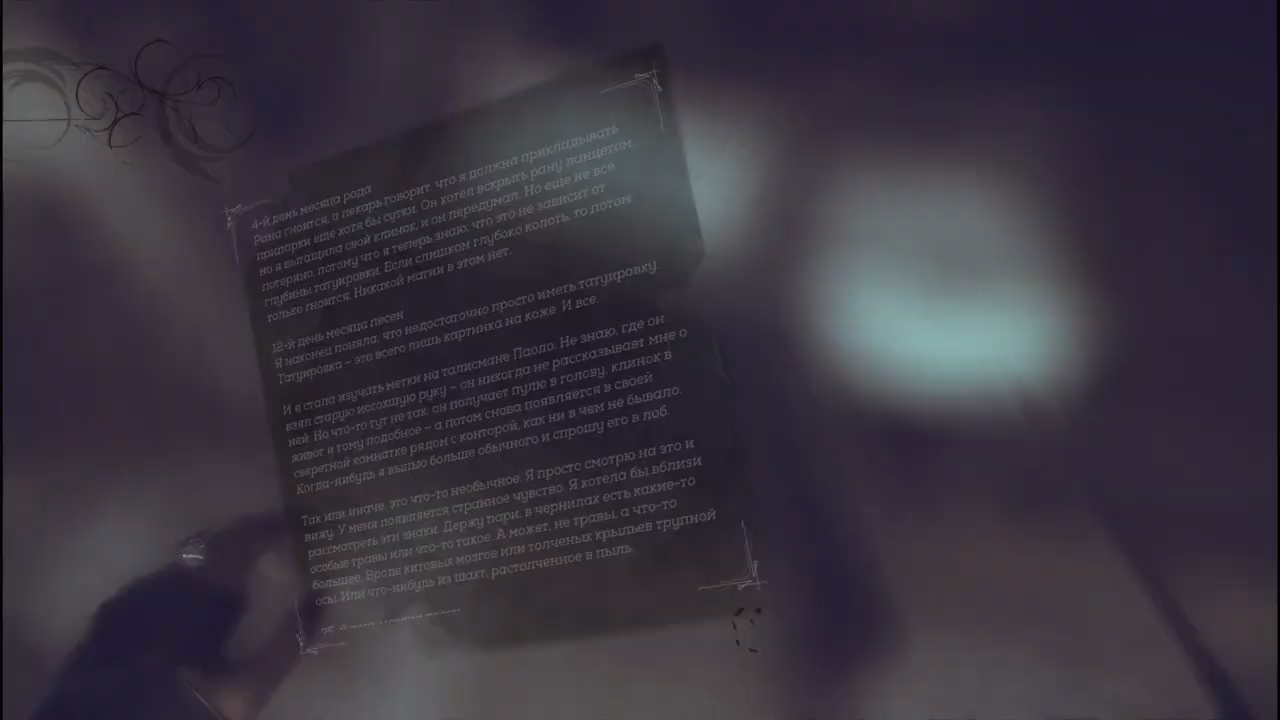 4-й день месяца рода
Рана гноится, а лекарь говорит, что я должна прикладывать
припарки ещё хотя бы сутки. Он хотел вскрыть рану ланцетом,
но я вытащила свой клинок, и он передумал. Но еще не все
потеряно, потому что я теперь знаю, что это не зависит от
глубины татуировки. Если слишком глубоко колоть, то потом
только гноится. Никакой магии в этом нет.
12-й день месяца песен
Я наконец поняла, что недостаточно просто иметь татуировку.
Татуировка – это всего лишь картинка на коже. И все.
И я стала изучать метки на талисмане Паоло. Не знаю, где он
взял старую иссохшую руку – он никогда не рассказывает мне о
ней. Но что-то тут не так: он получает пулю в голову, клинок в
живот и тому подобное – а потом снова появляется в своей
секретной комнатке рядом с конторой, как ни в чем не бывало.
Когда-нибудь я выпью больше обычного и спрошу его в лоб.
Так или иначе, это что-то необычное. Я просто смотрю на это и
вижу. У меня появляется странное чувство. Я хотела бы вблизи
рассмотреть эти знаки. Держу пари, в чернилах есть какие-то
особые травы или что-то такое. А может, не травы, а что-то
большее. Вроде китовых мозгов или толченых крыльев трупной
осы. Или что-нибудь из шахт, растолченное в пыль.